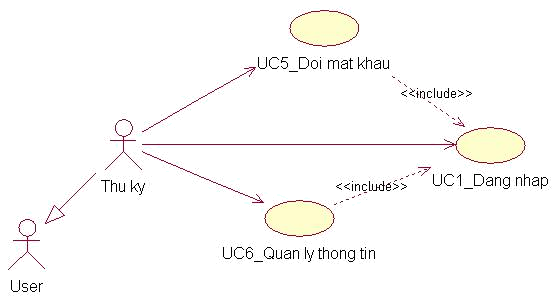 UC5_Doi mat khau
<<include>>
UC1_Dang nhap
Thu ky
<<include>>
UC6_Quan ly thong tin
User